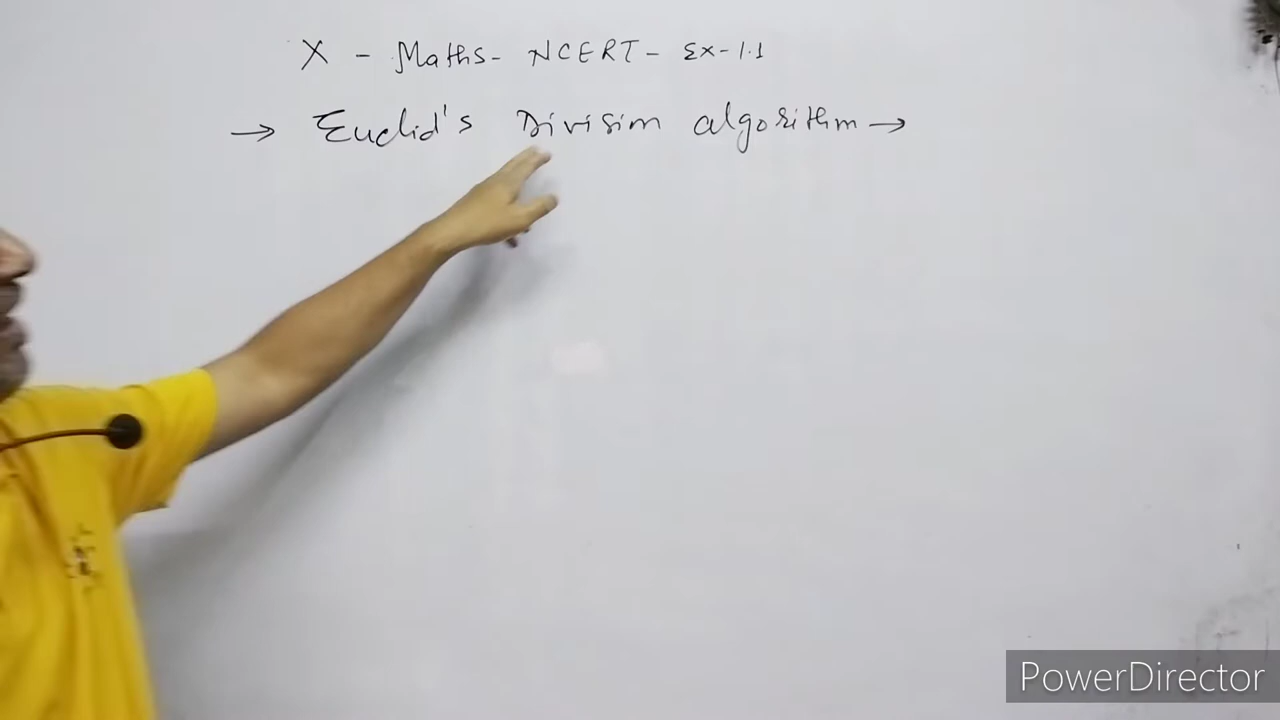 X - Maths - NCERT - Ex - 1.1
→ Euclid's Division algorithm →
PowerDirector